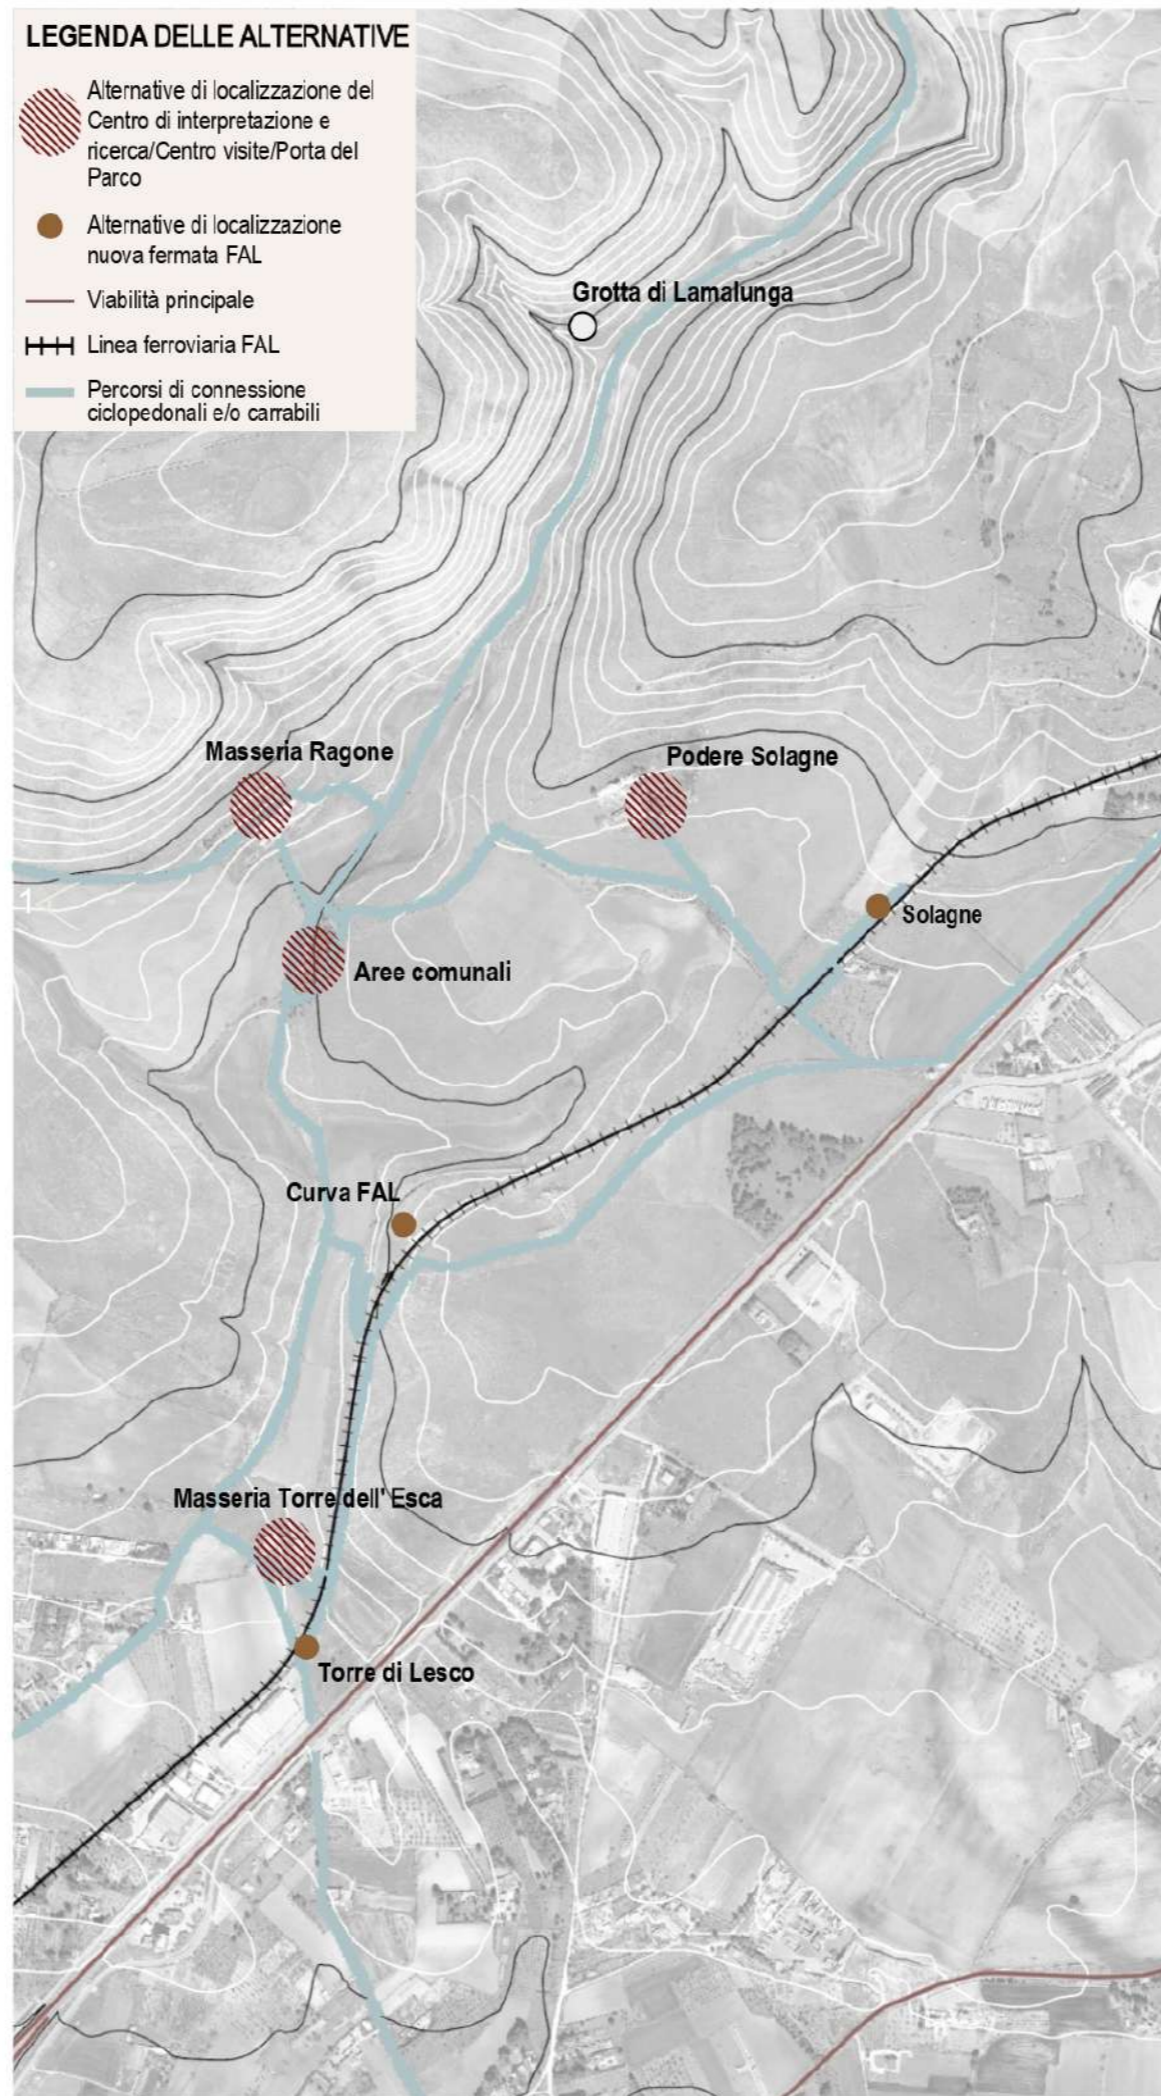 LEGENDA DELLE ALTERNATIVE
Alternative di localizzazione del
Centro di interpretazione e
ricerca/Centro visite/Porta del
Parco
Alternative di localizzazione
nuova fermata FAL
Viabilità principale
Linea ferroviaria FAL
Percorsi di connessione
ciclopedonali e/o carrabili
Grotta di Lamalunga
Masseria Ragone
Podere Solagne
Solagne
Aree comunali
Curva FAL
Masseria Torre dell' Esca
Torre di Lesco